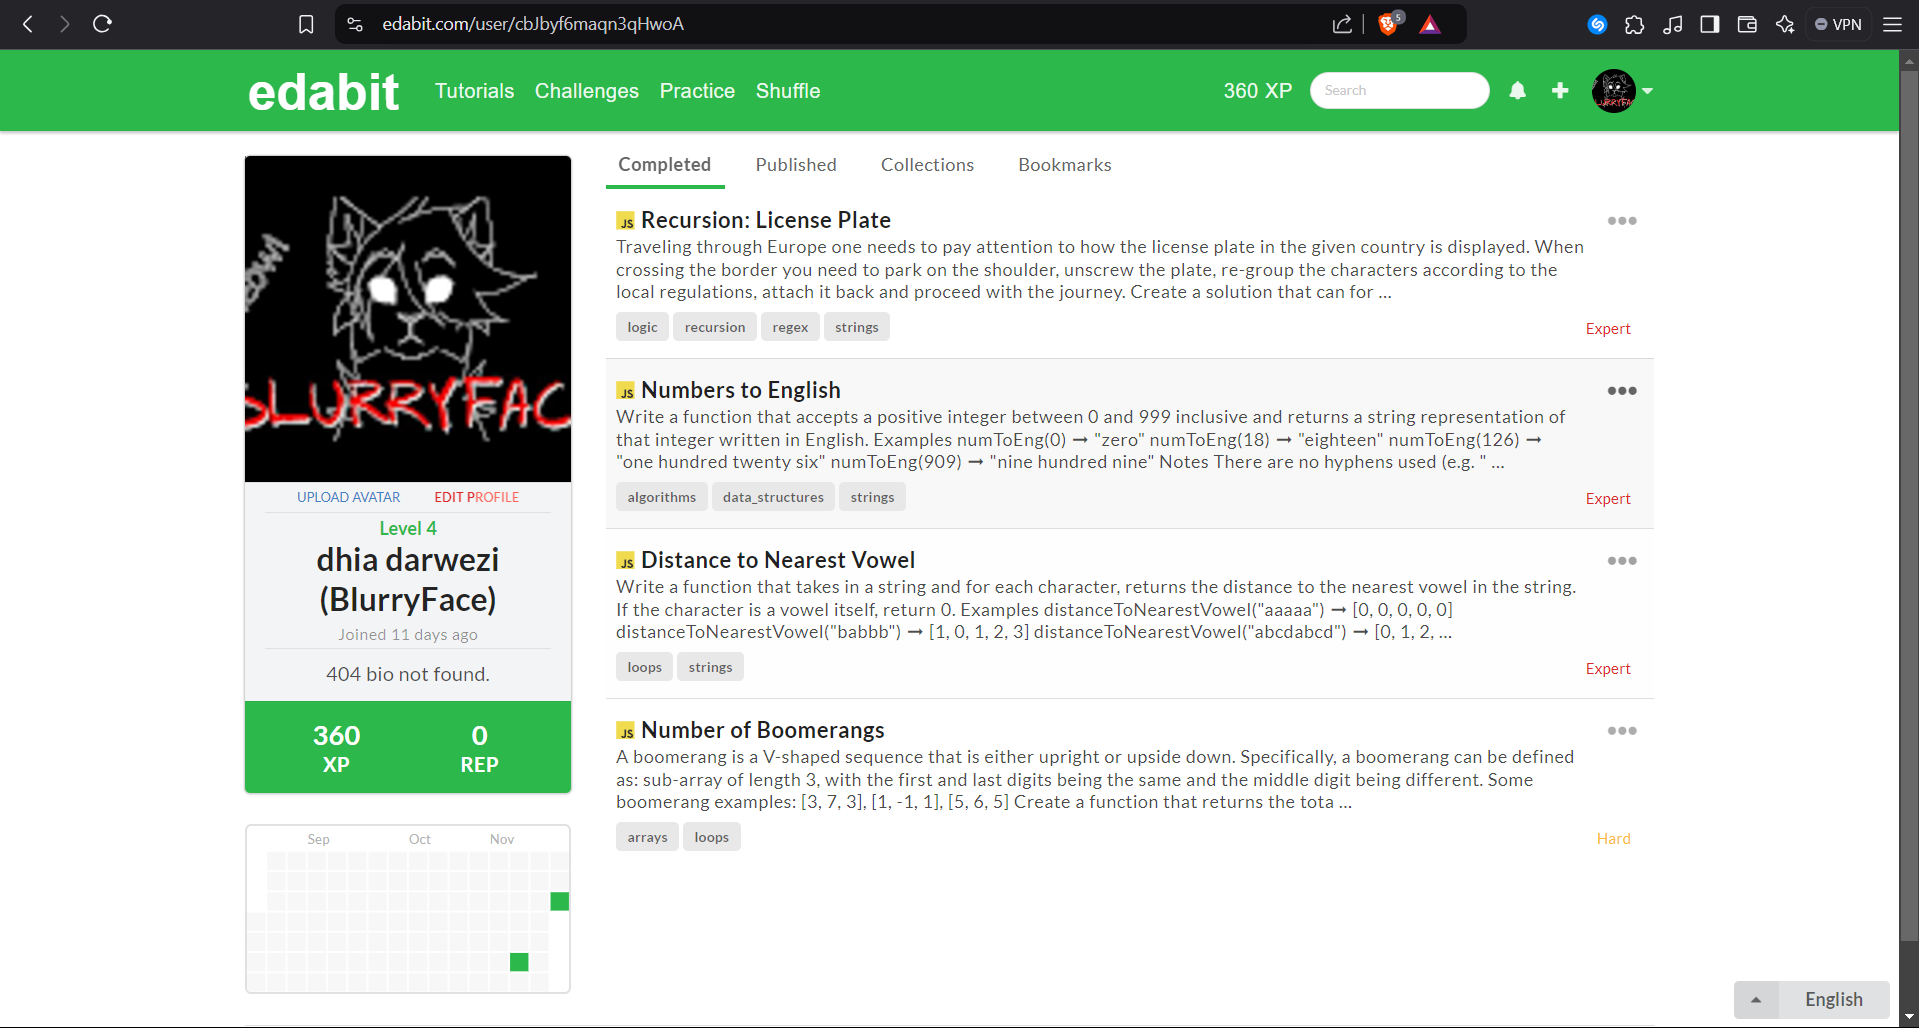 edabit.com/user/cbJbyf6maqn3qHwoA
5
VPN
edabit
Tutorials Challenges Practice Shuffle
360 XP
Search
LURRYFA
Completed Published Collections Bookmarks
SLURRYFAC
UPLOAD AVATAR EDIT PROFILE
Level 4
dhia darwezi
(BlurryFace)
Joined 11 days ago
404 bio not found.
360 0
XP REP
Sep Oct Nov
JS Recursion: License Plate
Traveling through Europe one needs to pay attention to how the license plate in the given country is displayed. When
crossing the border you need to park on the shoulder, unscrew the plate, re-group the characters according to the
local regulations, attach it back and proceed with the journey. Create a solution that can for ...
logic recursion regex strings
Expert
JS Numbers to English
Write a function that accepts a positive integer between 0 and 999 inclusive and returns a string representation of
that integer written in English. Examples numToEng(0) ➞ "zero" numToEng(18) ➞ "eighteen" numToEng(126) ➞
"one hundred twenty six" numToEng(909) ➞ "nine hundred nine" Notes There are no hyphens used (e.g. " ...
algorithms data_structures strings
Expert
JS Distance to Nearest Vowel
Write a function that takes in a string and for each character, returns the distance to the nearest vowel in the string.
If the character is a vowel itself, return 0. Examples distanceToNearestVowel("aaaaa") ➞ [0, 0, 0, 0, 0]
distanceToNearestVowel("babbb") ➞ [1, 0, 1, 2, 3] distanceToNearestVowel("abcdabcd") ➞ [0, 1, 2, ...
loops strings
Expert
JS Number of Boomerangs
A boomerang is a V-shaped sequence that is either upright or upside down. Specifically, a boomerang can be defined
as: sub-array of length 3, with the first and last digits being the same and the middle digit being different. Some
boomerang examples: [3, 7, 3], [1, -1, 1], [5, 6, 5] Create a function that returns the tota ...
arrays loops
Hard
English